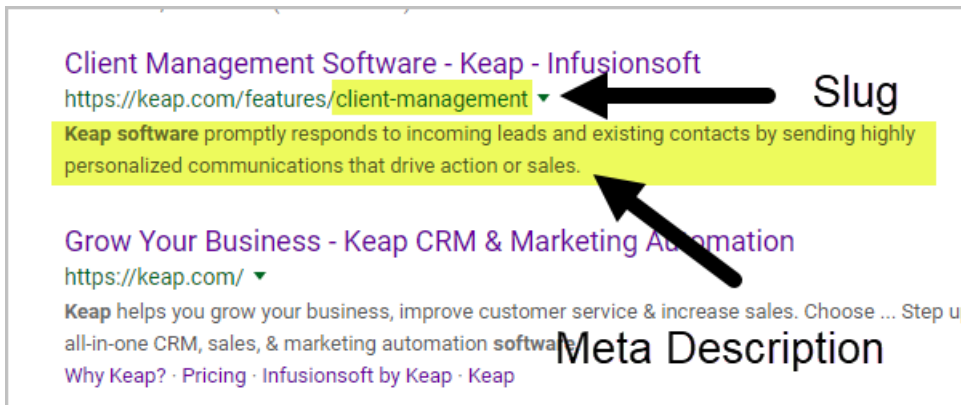 Client Management Software - Keap - Infusionsoft
https://keap.com/features/client-management Slug
Keap software promptly responds to incoming leads and existing contacts by sending highly
personalized communications that drive action or sales.
Grow Your Business - Keap CRM & Marketing Automation
https://keap.com/
Keap helps you grow your business, improve customer service & increase sales. Choose ... Step
all-in-one CRM, sales, & marketing automation software
Meta Description
Why Keap? · Pricing · Infusionsoft by Keap · Keap